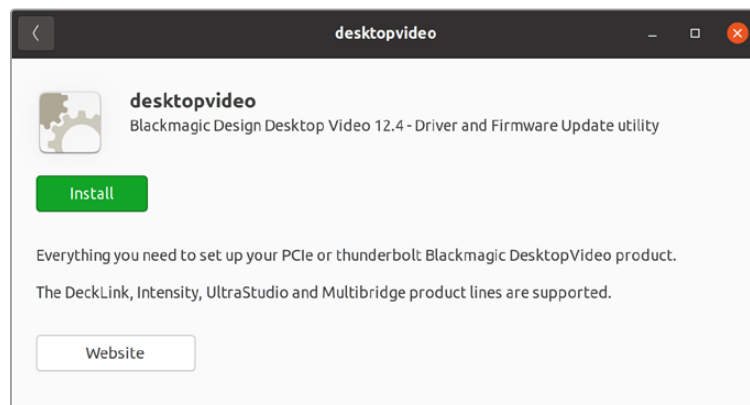 desktopvideo
desktopvideo
Blackmagic Design Desktop Video 12.4 - Driver and Firmware Update utility
Install
Everything you need to set up your PCIe or thunderbolt Blackmagic DesktopVideo product.
The DeckLink, Intensity, UltraStudio and Multibridge product lines are supported.
Website